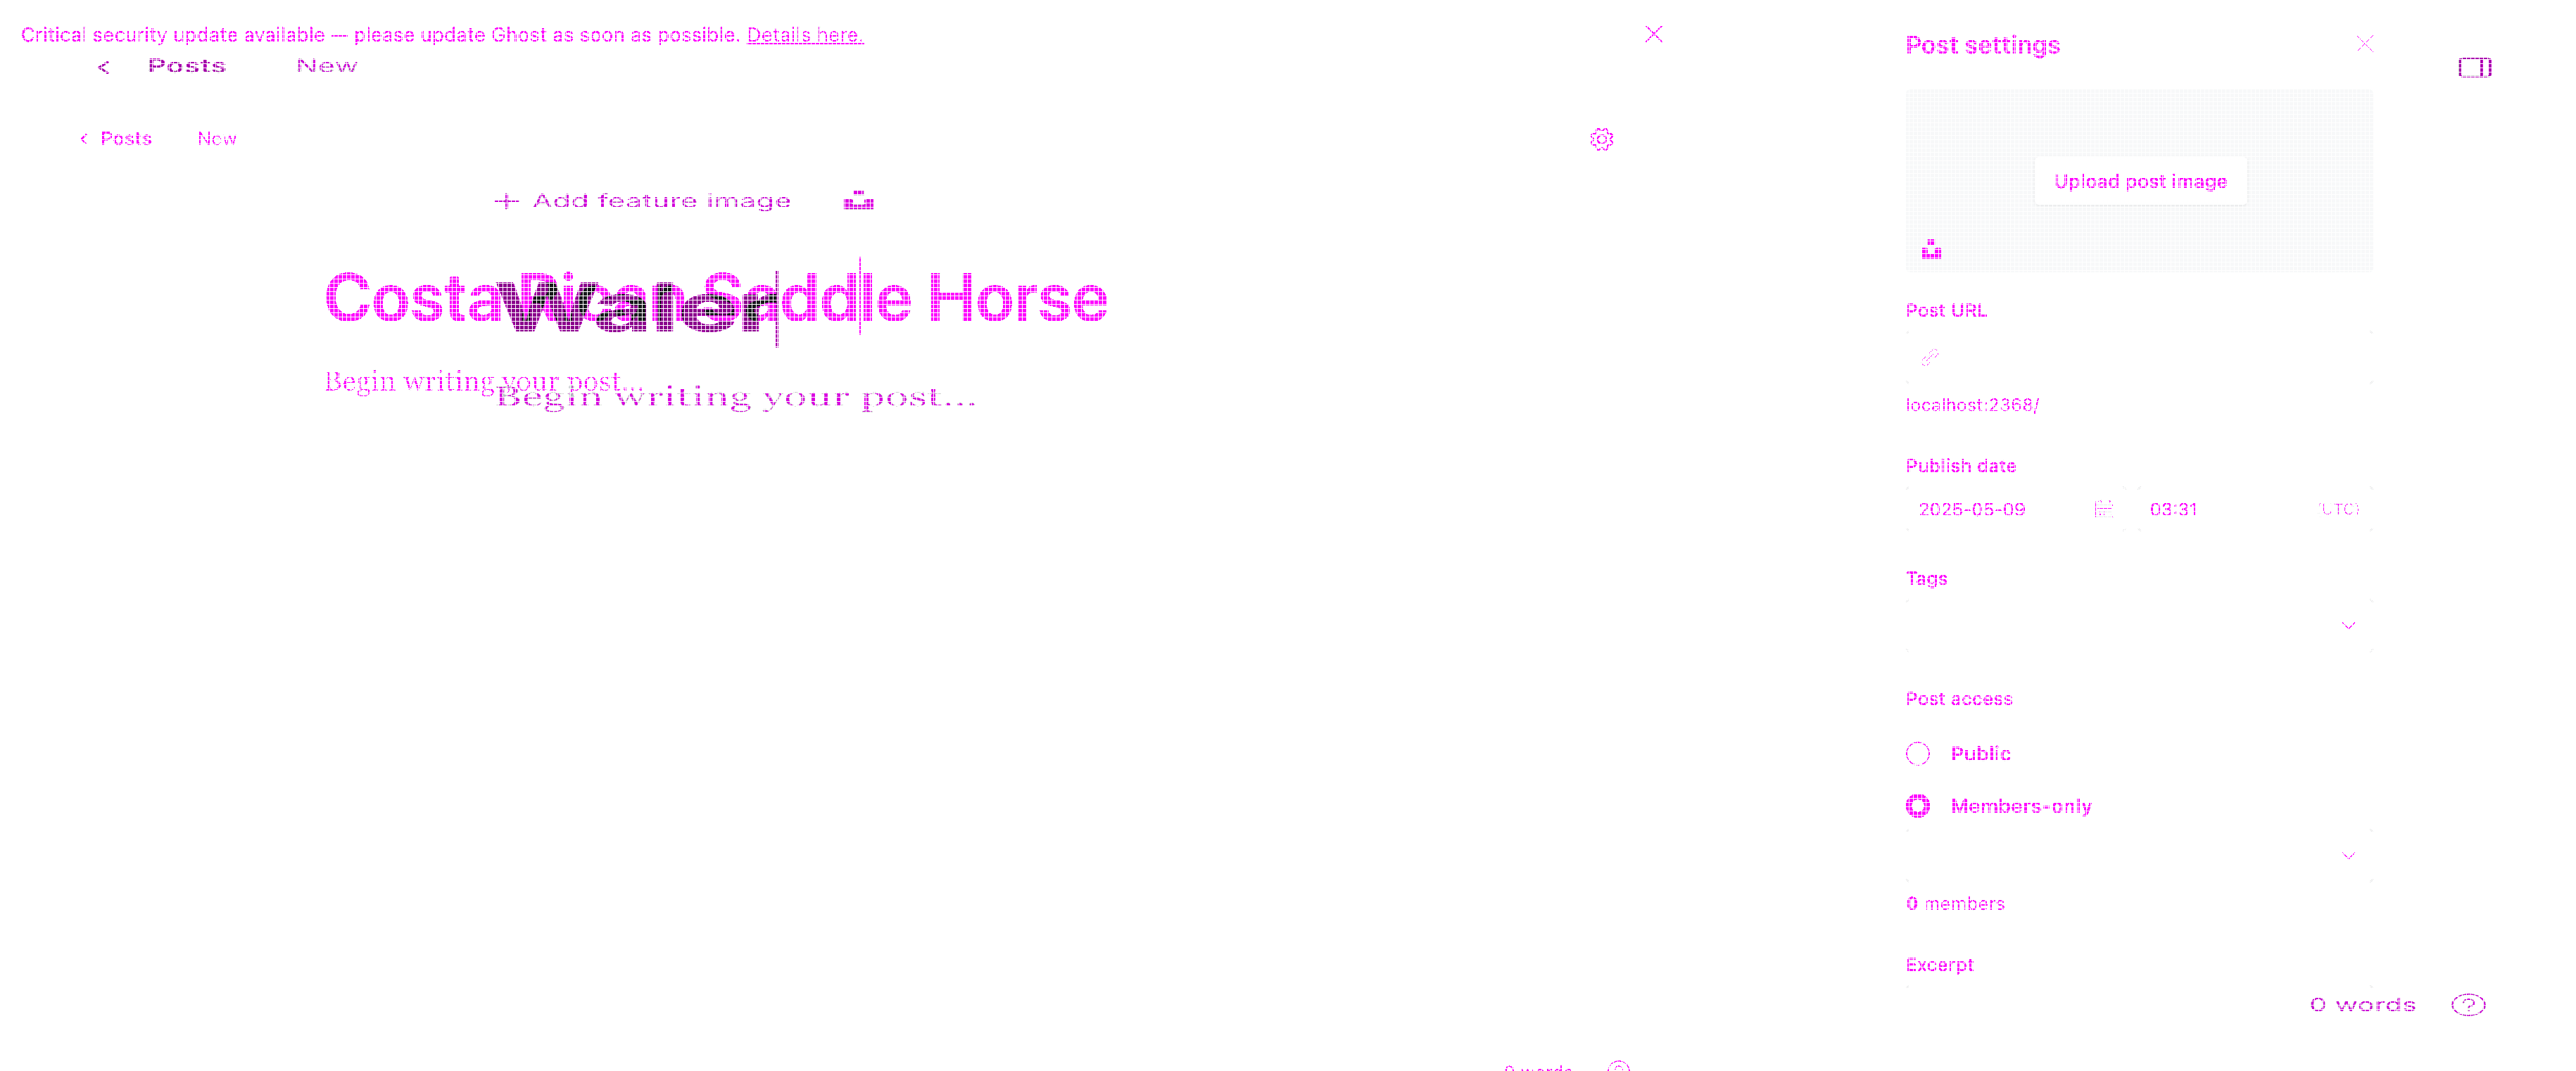 Critical security update available — please update Ghost as soon as possible. Details here.
Posts New
Posts New
+ Add feature image
Costa Rican Saddle Horse
Waler
Begin writing your post...
Begin writing your post...
Post settings
Upload post image
Post URL
localhost:2368/
Publish date
2025-05-09 03:31 (UTC)
Tags
Post access
Public
Members-only
0 members
Excerpt
0 words ?
0 words